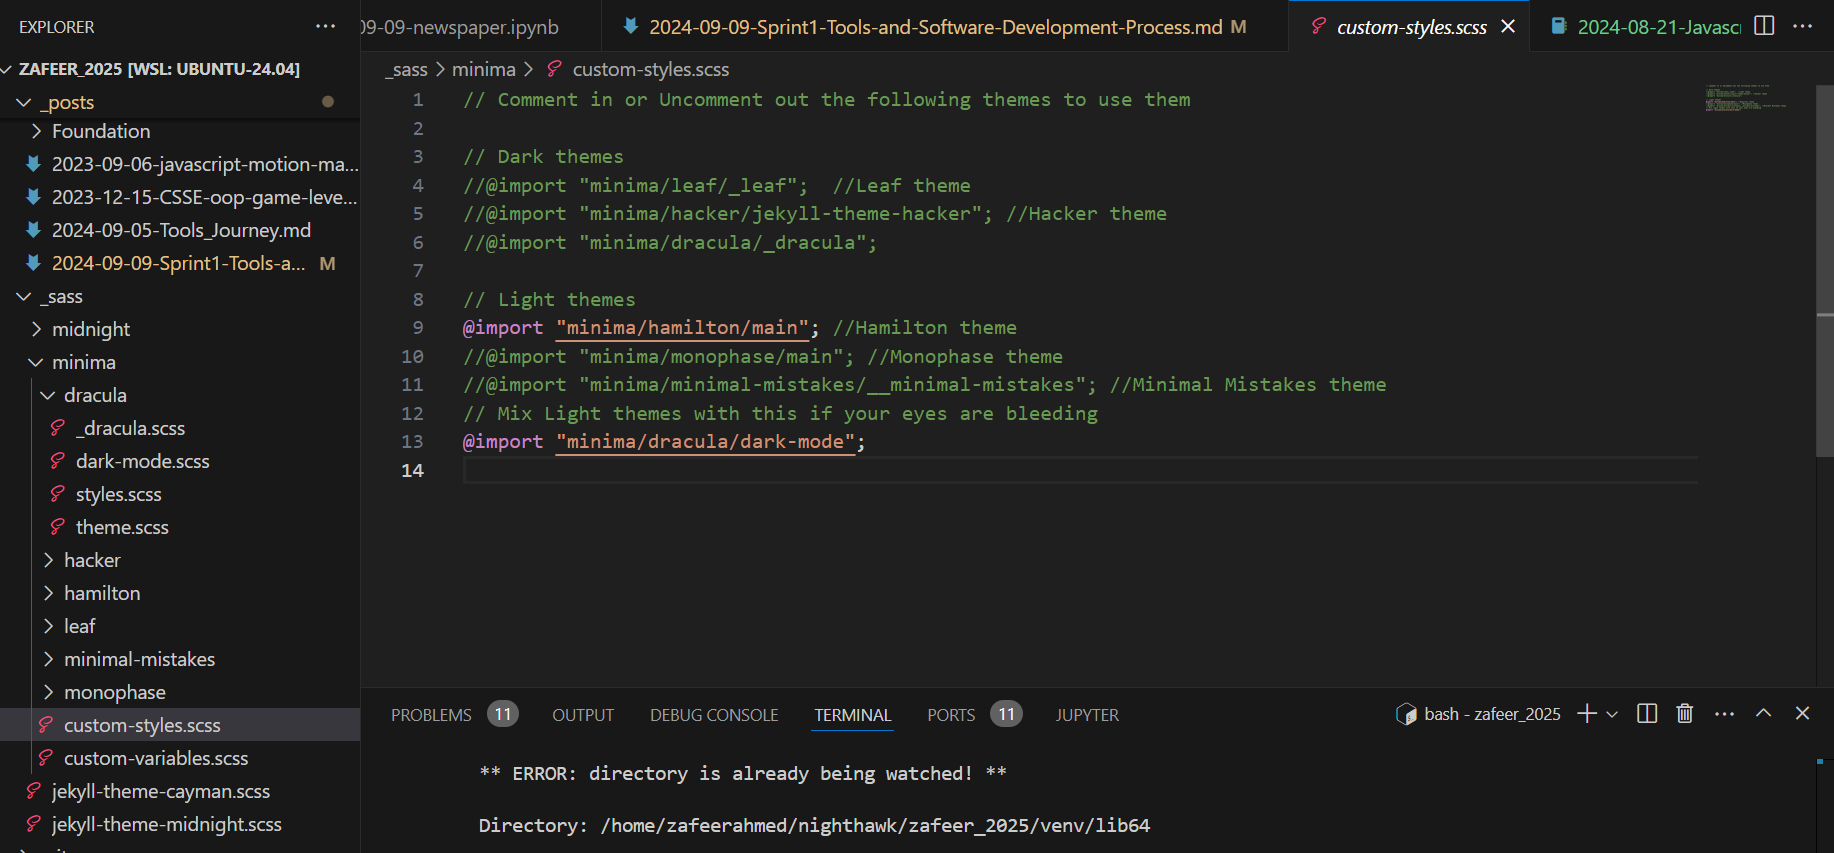 EXPLORER
ZAFEER_2025 [WSL: UBUNTU-24.04]
_posts
Foundation
2023-09-06-javascript-motion-ma...
2023-12-15-CSSE-oop-game-leve...
2024-09-05-Tools_Journey.md
2024-09-09-Sprint1-Tools-a... M
_sass
midnight
minima
dracula
_dracula.scss
dark-mode.scss
styles.scss
theme.scss
hacker
hamilton
leaf
minimal-mistakes
monophase
custom-styles.scss
custom-variables.scss
jekyll-theme-cayman.scss
jekyll-theme-midnight.scss
09-09-newspaper.ipynb
2024-09-09-Sprint1-Tools-and-Software-Development-Process.md M
custom-styles.scss
2024-08-21-Javasc
_sass > minima > custom-styles.scss
1 // Comment in or Uncomment out the following themes to use them
2
3 // Dark themes
4 //@import "minima/leaf/_leaf";  //Leaf theme
5 //@import "minima/hacker/jekyll-theme-hacker"; //Hacker theme
6 //@import "minima/dracula/_dracula";
7
8 // Light themes
9 @import "minima/hamilton/main"; //Hamilton theme
10 //@import "minima/monophase/main"; //Monophase theme
11 //@import "minima/minimal-mistakes/__minimal-mistakes"; //Minimal Mistakes theme
12 // Mix Light themes with this if your eyes are bleeding
13 @import "minima/dracula/dark-mode";
14
PROBLEMS 11 OUTPUT DEBUG CONSOLE TERMINAL PORTS 11 JUPYTER
bash - zafeer_2025
** ERROR: directory is already being watched! **
Directory: /home/zafeerahmed/nighthawk/zafeer_2025/venv/lib64